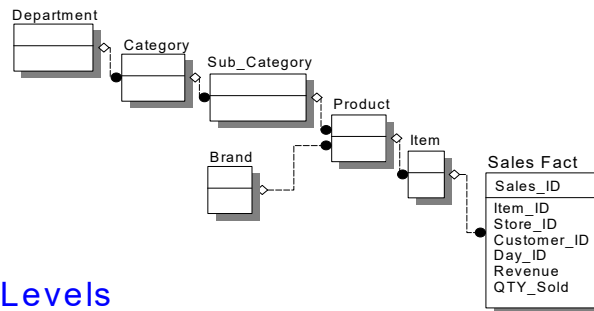 Department
Category
Sub_Category
Product
Brand
Item
Sales Fact
Sales_ID
Item_ID
Store_ID
Customer_ID
Day_ID
Revenue
QTY_Sold
Levels